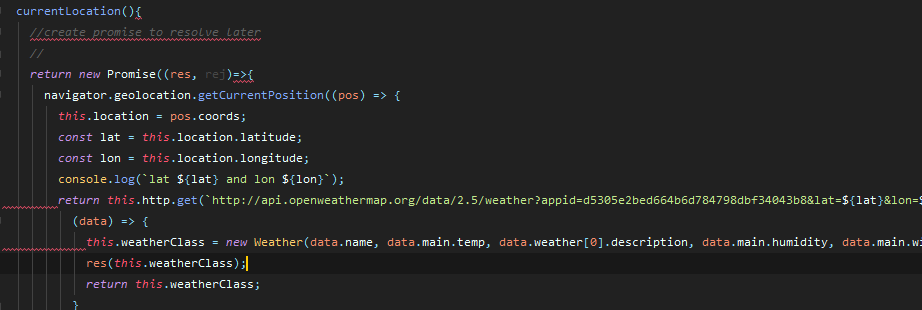 currentLocation(){
//create promise to resolve later
//
return new Promise((res, rej)=>{
navigator.geolocation.getCurrentPosition((pos) => {
this.location = pos.coords;
const lat = this.location.latitude;
const lon = this.location.longitude;
console.log(`lat ${lat} and lon ${lon}`);
return this.http.get(`http://api.openweathermap.org/data/2.5/weather?appid=d5305e2bed664b6d784798dbf34043b8&lat=${lat}&lon=$
(data) => {
this.weatherClass = new Weather(data.name, data.main.temp, data.weather[0].description, data.main.humidity, data.main.wi
res(this.weatherClass);
return this.weatherClass;
}